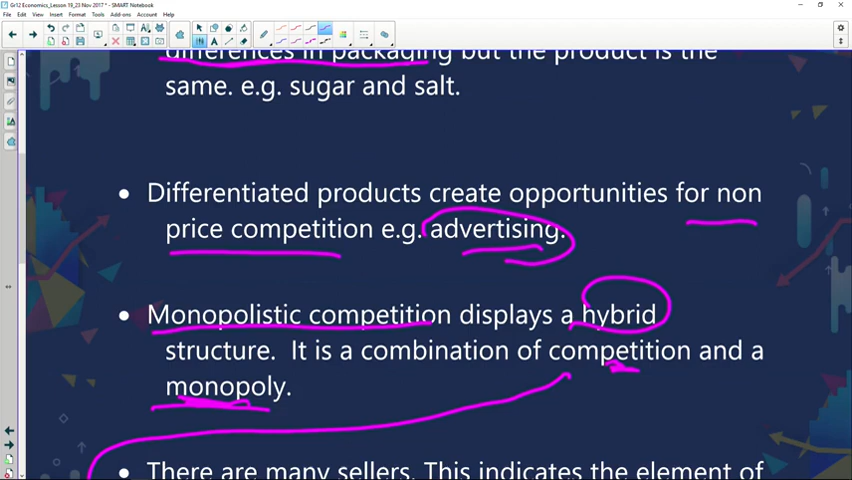 Gr12 Economics_Lesson 19_23 Nov 2017 * - SMART Notebook
File Edit View Insert Format Tools Add-ons Account Help
differences in packaging but the product is the
same. e.g. sugar and salt.
• Differentiated products create opportunities for non
price competition e.g. advertising.
• Monopolistic competition displays a hybrid
structure. It is a combination of competition and a
monopoly.
• There are many sellers. This indicates the element of